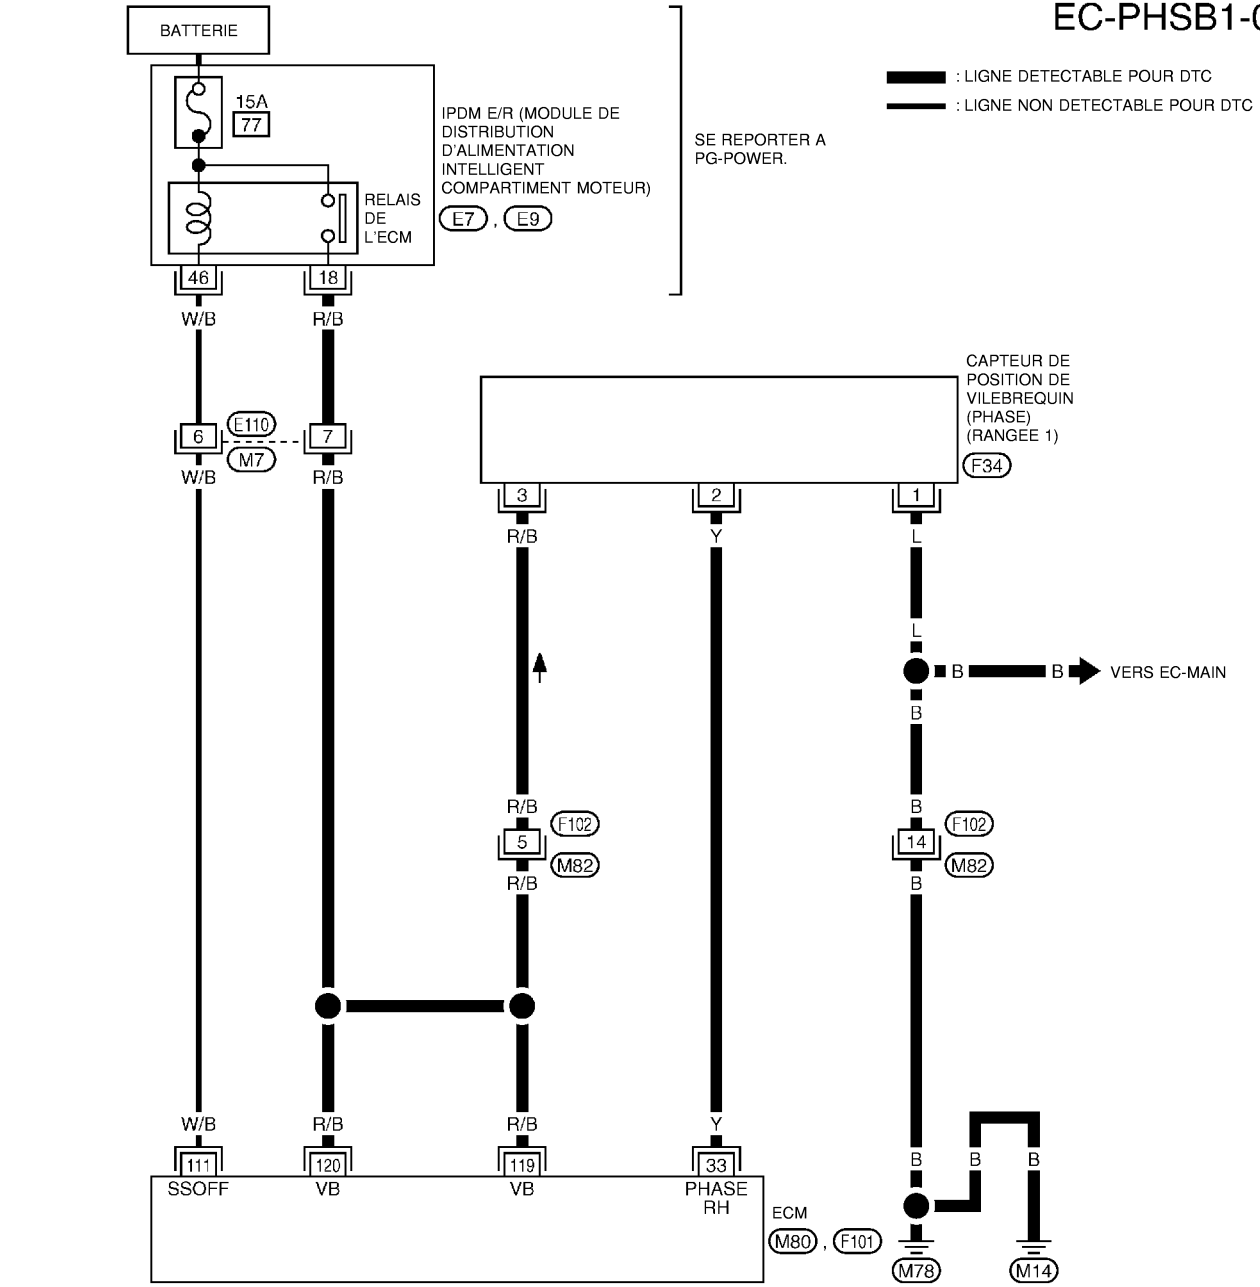 EC-PHSB1-0
BATTERIE
: LIGNE DETECTABLE POUR DTC
: LIGNE NON DETECTABLE POUR DTC
15A
77
IPDM E/R (MODULE DE
DISTRIBUTION
D'ALIMENTATION
INTELLIGENT
COMPARTIMENT MOTEUR)
E7 , E9
SE REPORTER A
PG-POWER.
RELAIS
DE
L'ECM
46 18
W/B R/B
CAPTEUR DE
POSITION DE
VILEBREQUIN
(PHASE)
(RANGEE 1)
F34
6 E110 7
M7
W/B R/B
3 2 1
R/B Y L
L
B B VERS EC-MAIN
B
R/B B
5 F102 14 F102
M82 M82
R/B B
W/B R/B R/B Y
B B B
111 120 119 33
SSOFF VB VB PHASE
RH
ECM
M80 , F101
M78 M14